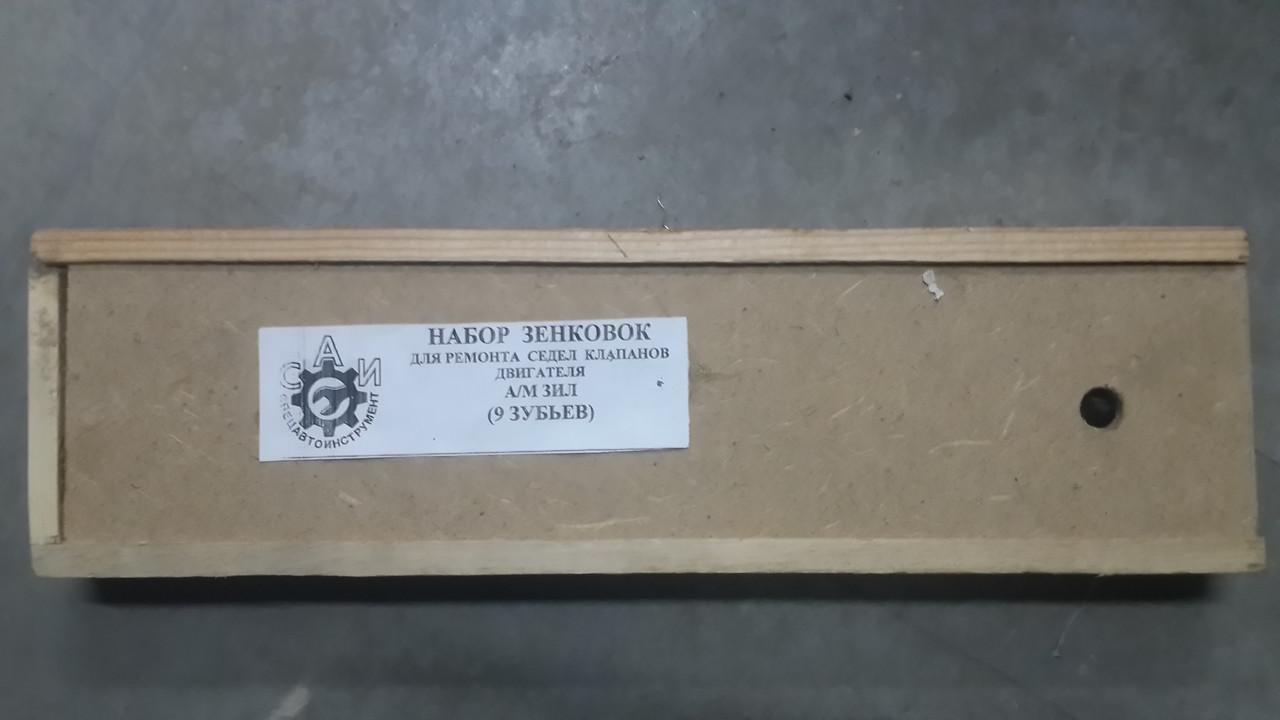 САИ
СПЕЦАВТОИНСТРУМЕНТ
НАБОР ЗЕНКОВОК
ДЛЯ РЕМОНТА СЕДЕЛ КЛАПАНОВ
ДВИГАТЕЛЯ
А/М ЗИЛ
(9 ЗУБЬЕВ)